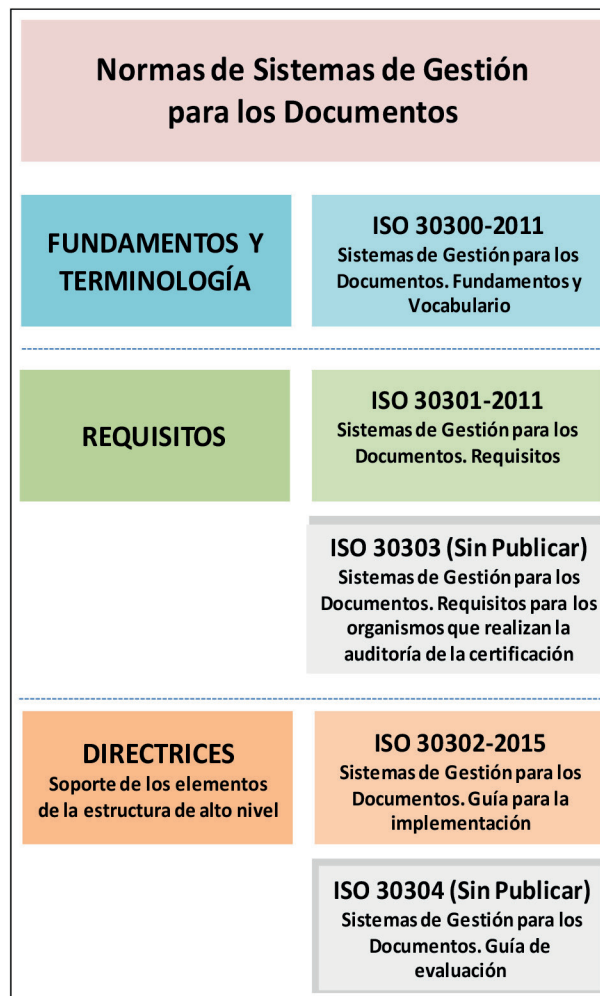 Normas de Sistemas de Gestión
para los Documentos
FUNDAMENTOS Y
TERMINOLOGÍA
ISO 30300-2011
Sistemas de Gestión para los
Documentos. Fundamentos y
Vocabulario
REQUISITOS
ISO 30301-2011
Sistemas de Gestión para los
Documentos. Requisitos
ISO 30303 (Sin Publicar)
Sistemas de Gestión para los
Documentos. Requisitos para los
organismos que realizan la
auditoría de la certificación
DIRECTRICES
Soporte de los elementos
de la estructura de alto nivel
ISO 30302-2015
Sistemas de Gestión para los
Documentos. Guía para la
implementación
ISO 30304 (Sin Publicar)
Sistemas de Gestión para los
Documentos. Guía de
evaluación